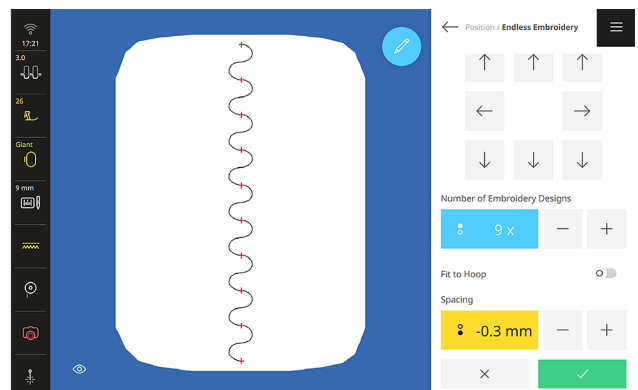 17:21
3.0
26
Giant
9 mm
Position / Endless Embroidery
Number of Embroidery Designs
9 x
Fit to Hoop
Spacing
-0.3 mm